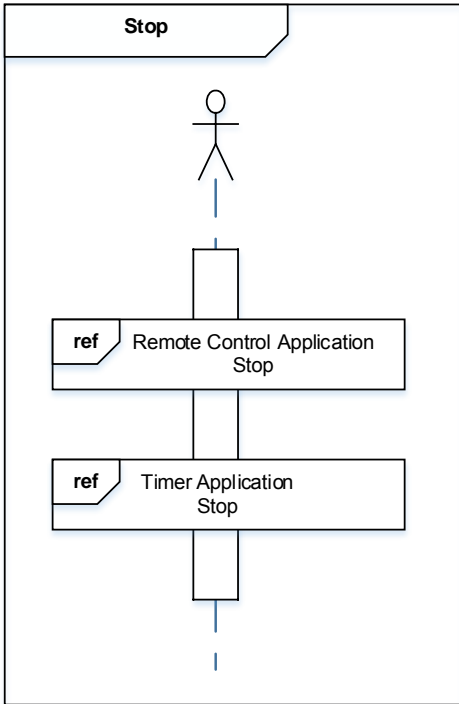 Stop
ref
Remote Control Application
Stop
ref
Timer Application
Stop